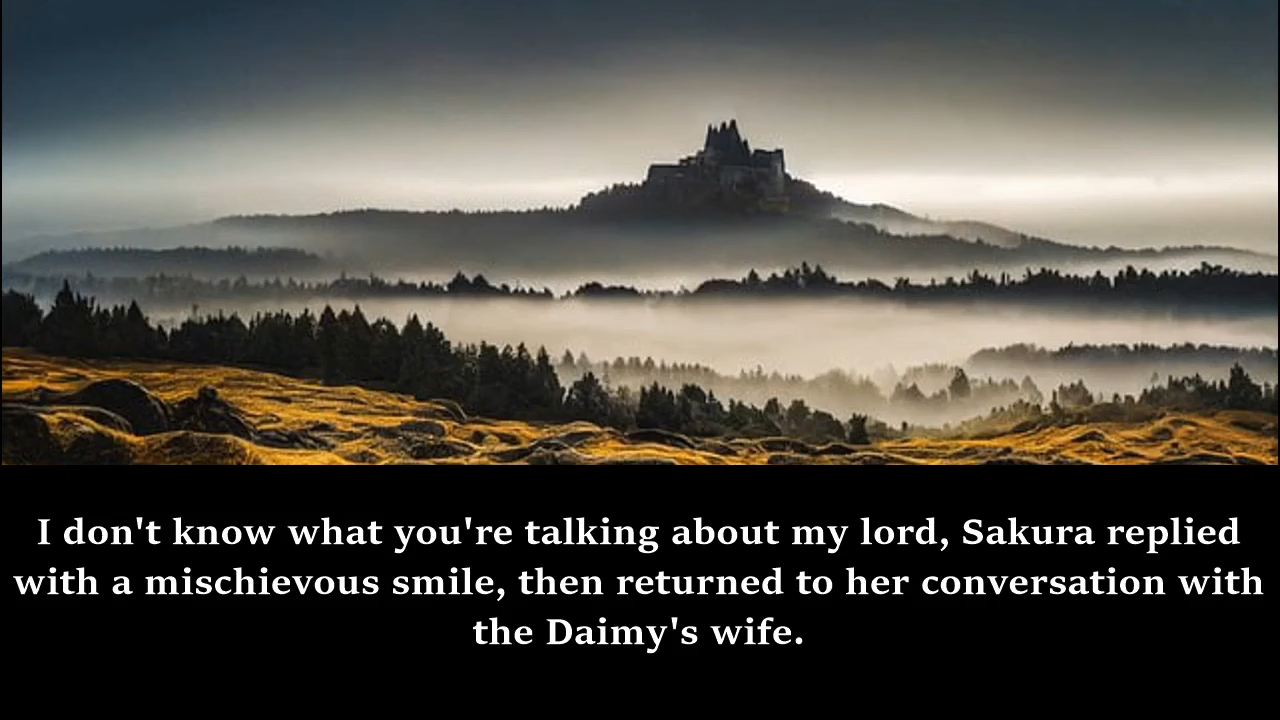 I don't know what you're talking about my lord, Sakura replied
with a mischievous smile, then returned to her conversation with
the Daimy's wife.